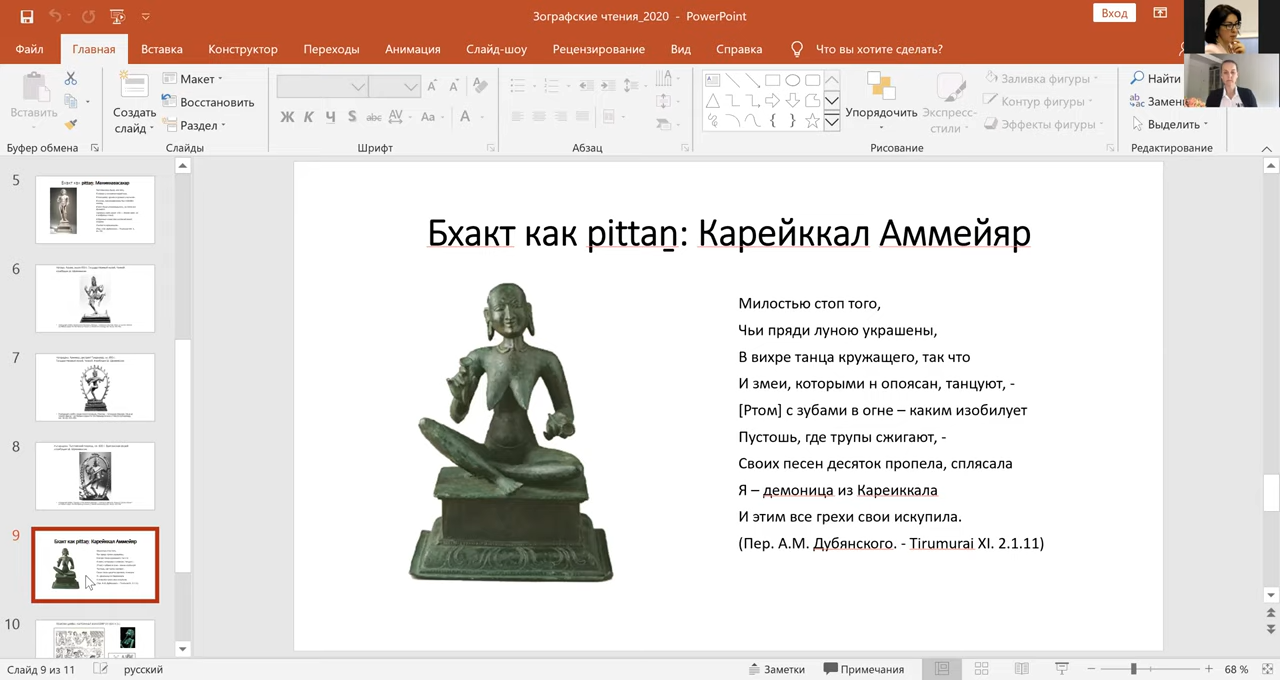 Зографские чтения_2020 - PowerPoint
Вход
Файл Главная Вставка Конструктор Переходы Анимация Слайд-шоу Рецензирование Вид Справка Что вы хотите сделать?
Вставить
Создать слайд
Макет
Восстановить
Раздел
Ж К Ч S abc AV Aa A
Упорядочить
Экспресс-стили
Заливка фигуры
Контур фигуры
Эффекты фигуры
Найти
Выделить
Буфер обмена Слайды Шрифт Абзац Рисование Редактирование
5
6
7
8
9
10
Бхакт как pittaṉ: Карейккал Аммейяр
Милостью стоп того,
Чьи пряди луною украшены,
В вихре танца кружащего, так что
И змеи, которыми н опоясан, танцуют, -
[Ртом] с зубами в огне – каким изобилует
Пустошь, где трупы сжигают, -
Своих песен десяток пропела, сплясала
Я – демоница из Кареиккала
И этим все грехи свои искупила.
(Пер. А.М. Дубянского. - Tirumurai XI. 2.1.11)
Слайд 9 из 11 русский Заметки Примечания 68 %